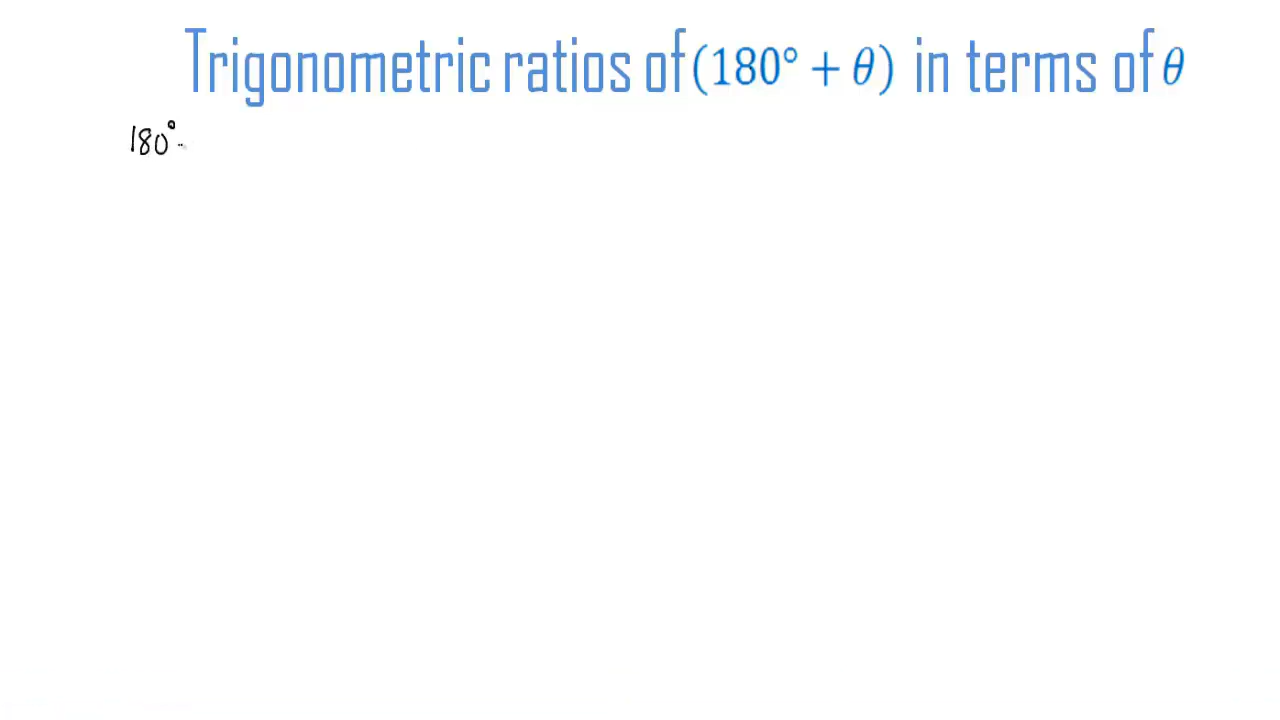 Trigonometric ratios of (180° + θ) in terms of θ
180°